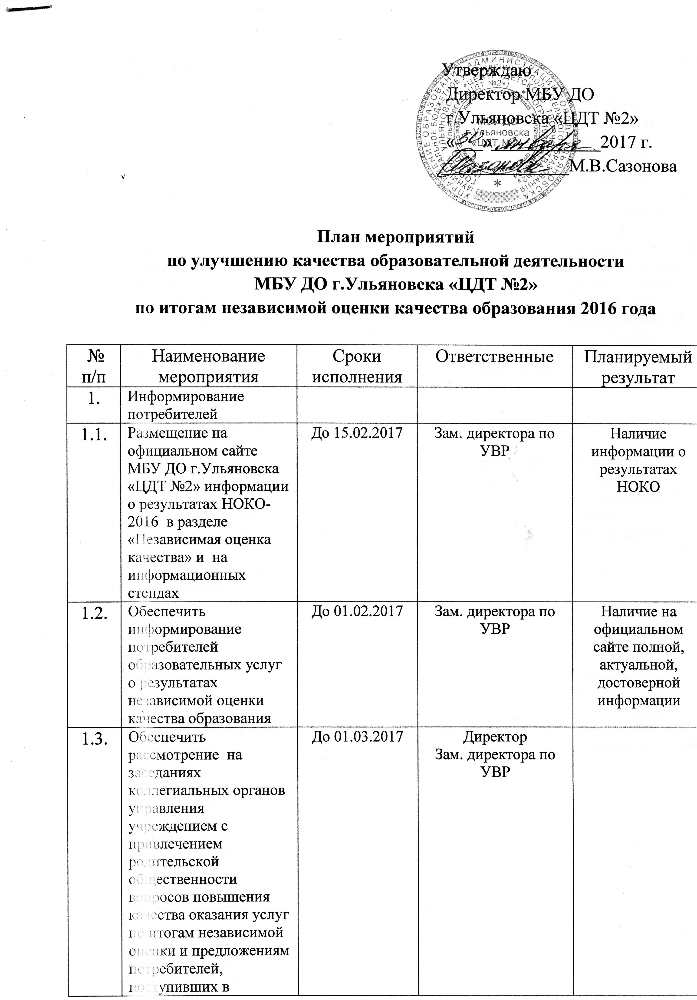 Утверждаю
Директор МБУ ДО
г.Ульяновска «ЦДТ №2»
«30» января 2017 г.
М.В.Сазонова
МБУ ДО
г.Ульяновска
«ЦДТ №2»
План мероприятий
по улучшению качества образовательной деятельности
МБУ ДО г.Ульяновска «ЦДТ №2»
по итогам независимой оценки качества образования 2016 года
№
п/п
Наименование
мероприятия
Сроки
исполнения
Ответственные
Планируемый
результат
1.
Информирование
потребителей
1.1.
Размещение на
официальном сайте
МБУ ДО г.Ульяновска
«ЦДТ №2» информации
о результатах НОКО-
2016 в разделе
«Независимая оценка
качества» и на
информационных
стендах
До 15.02.2017
Зам. директора по
УВР
Наличие
информации о
результатах
НОКО
1.2.
Обеспечить
информирование
потребителей
образовательных услуг
о результатах
независимой оценки
качества образования
До 01.02.2017
Зам. директора по
УВР
Наличие на
официальном
сайте полной,
актуальной,
достоверной
информации
1.3.
Обеспечить
рассмотрение на
заседаниях
коллегиальных органов
управления
учреждением с
привлечением
родительской
общественности
вопросов повышения
качества оказания услуг
по итогам независимой
оценки и предложениям
потребителей,
поступивших в
До 01.03.2017
Директор
Зам. директора по
УВР